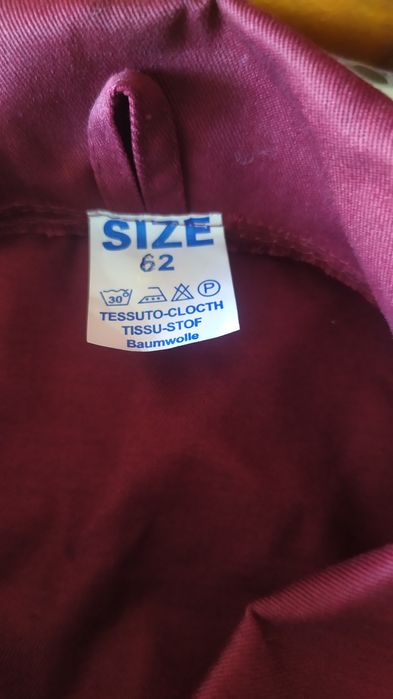 SIZE
62
30° P
TESSUTO-CLOCTH
TISSU-STOF
Baumwolle